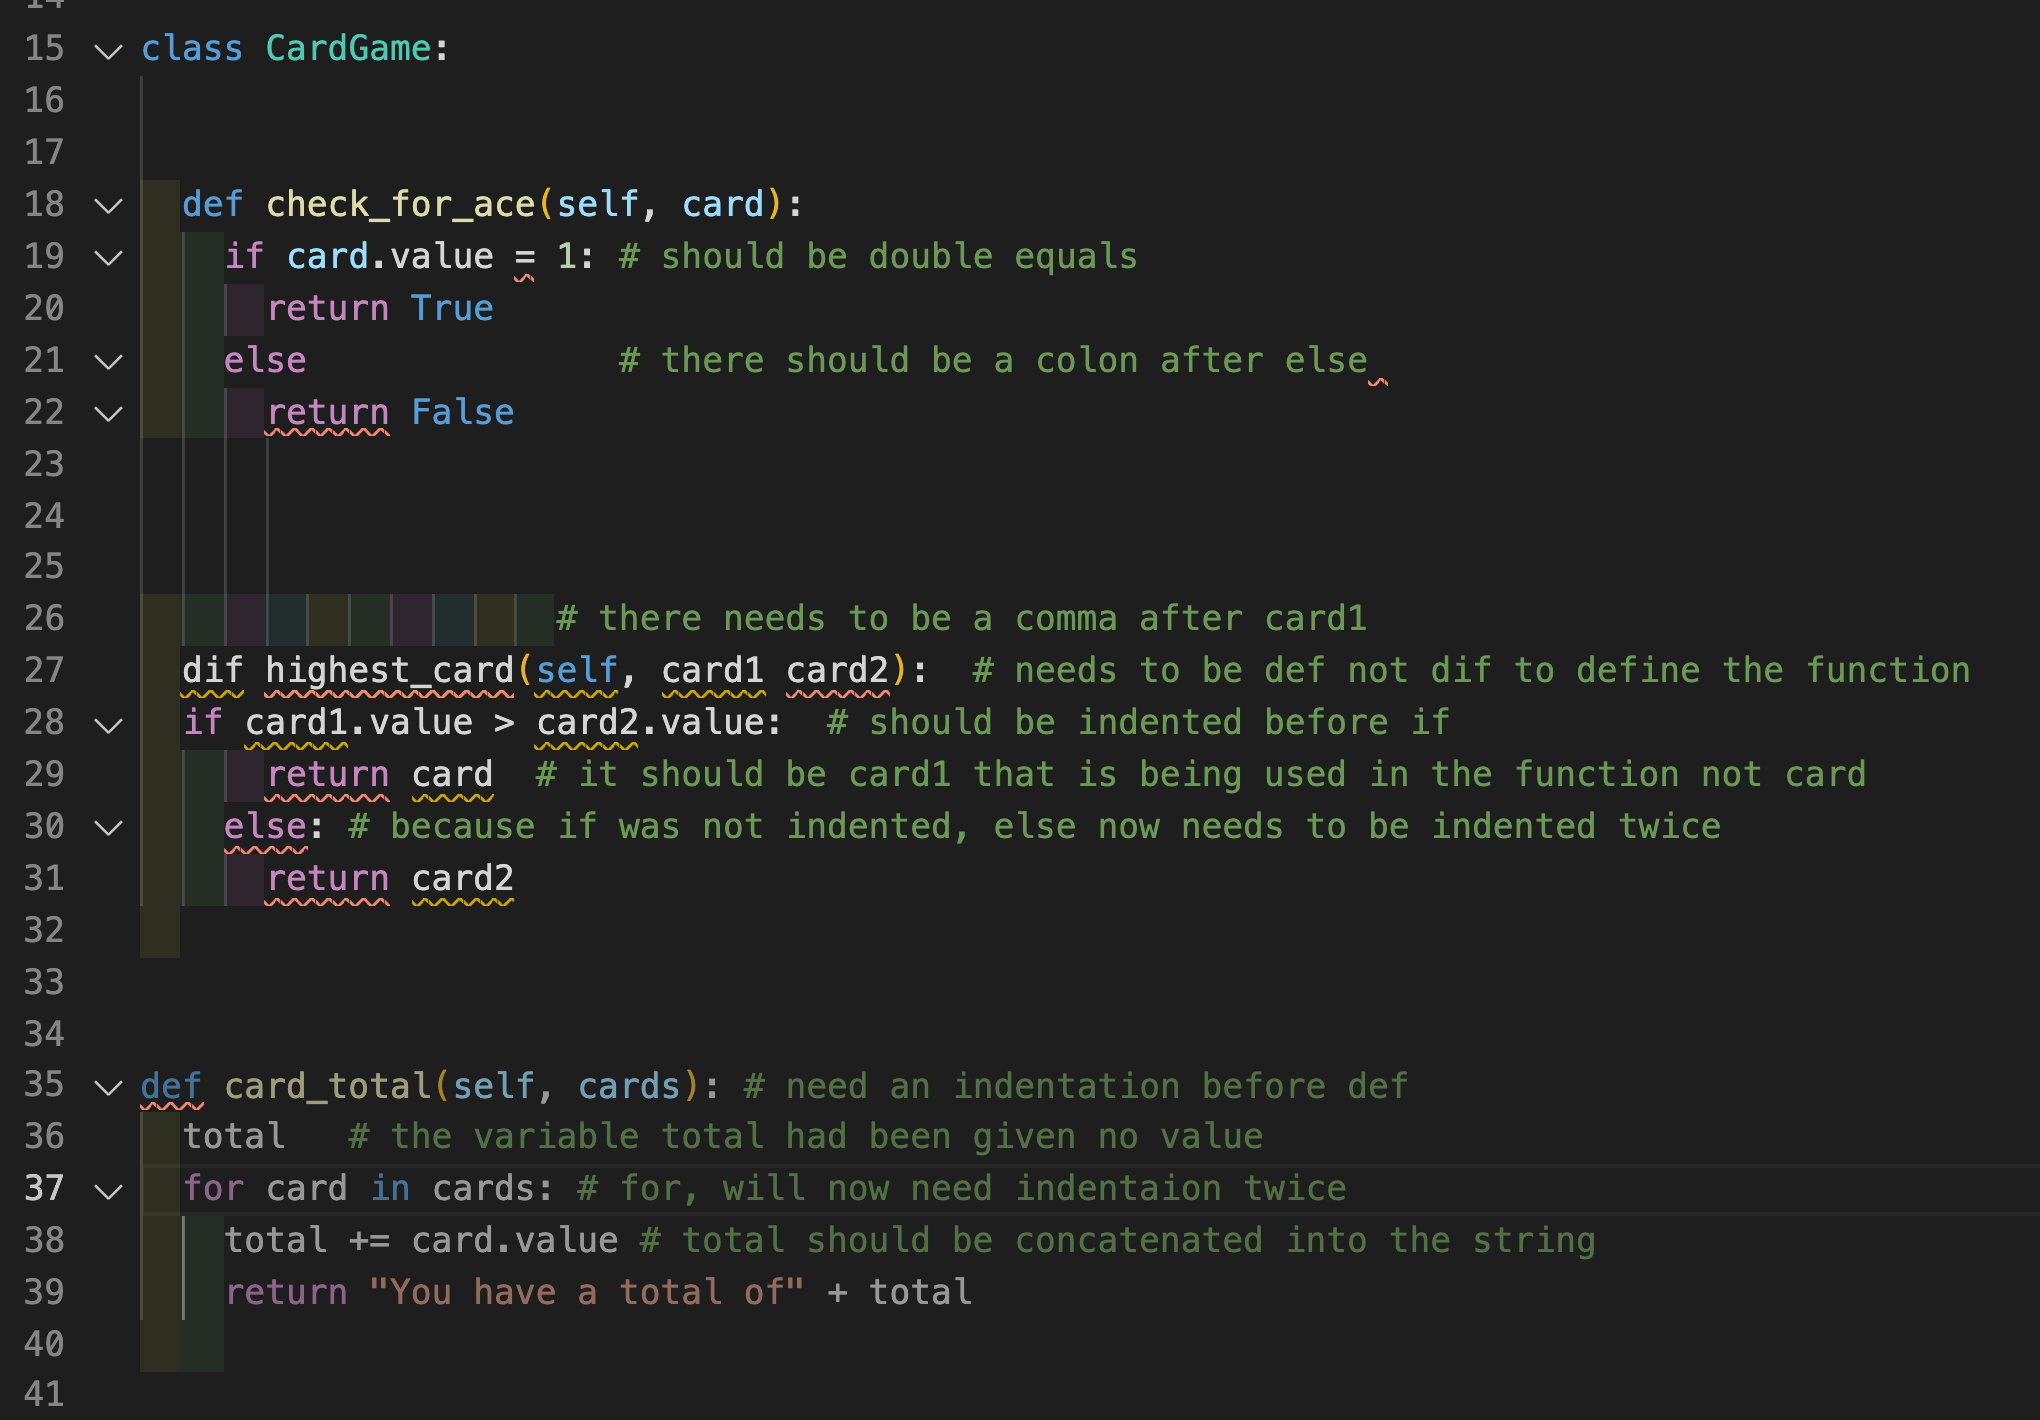 14
15 class CardGame:
16
17
18 def check_for_ace(self, card):
19 if card.value = 1: # should be double equals
20 return True
21 else # there should be a colon after else
22 return False
23
24
25
26 # there needs to be a comma after card1
27 dif highest_card(self, card1 card2): # needs to be def not dif to define the function
28 if card1.value > card2.value: # should be indented before if
29 return card # it should be card1 that is being used in the function not card
30 else: # because if was not indented, else now needs to be indented twice
31 return card2
32
33
34
35 def card_total(self, cards): # need an indentation before def
36 total # the variable total had been given no value
37 for card in cards: # for, will now need indentaion twice
38 total += card.value # total should be concatenated into the string
39 return "You have a total of" + total
40
41